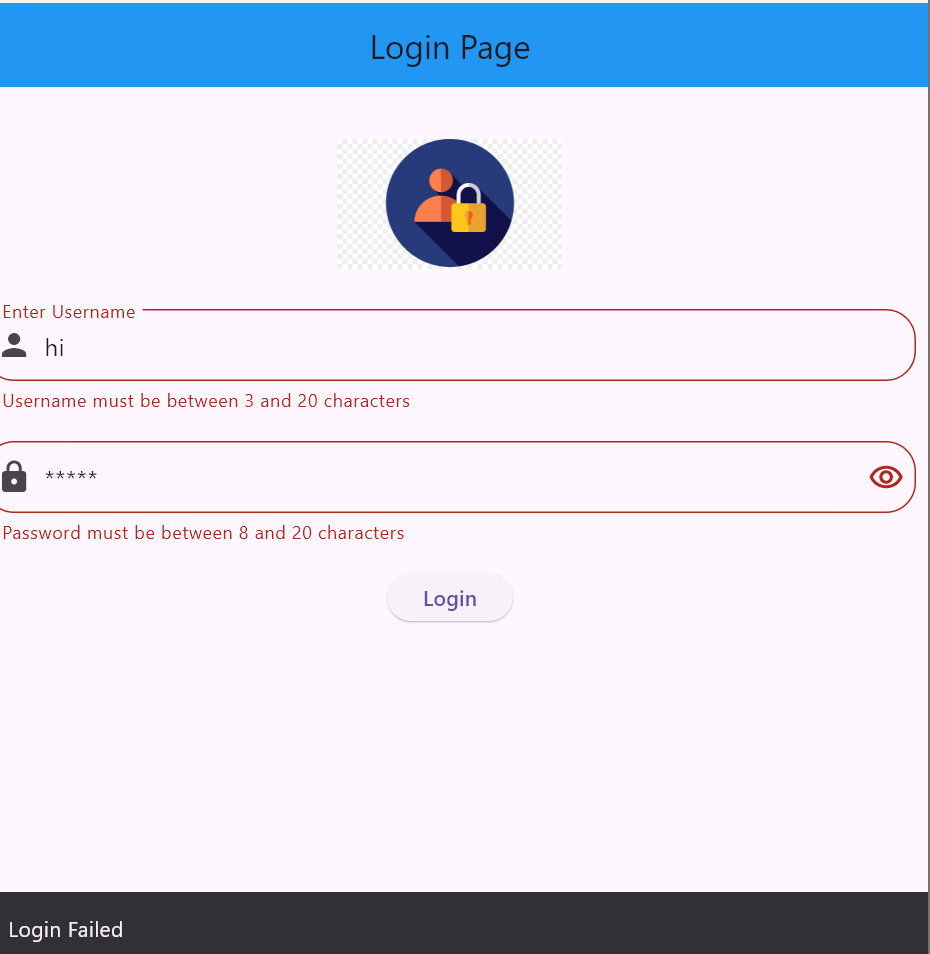 Login Page
Enter Username
hi
Username must be between 3 and 20 characters
*****
Password must be between 8 and 20 characters
Login
Login Failed